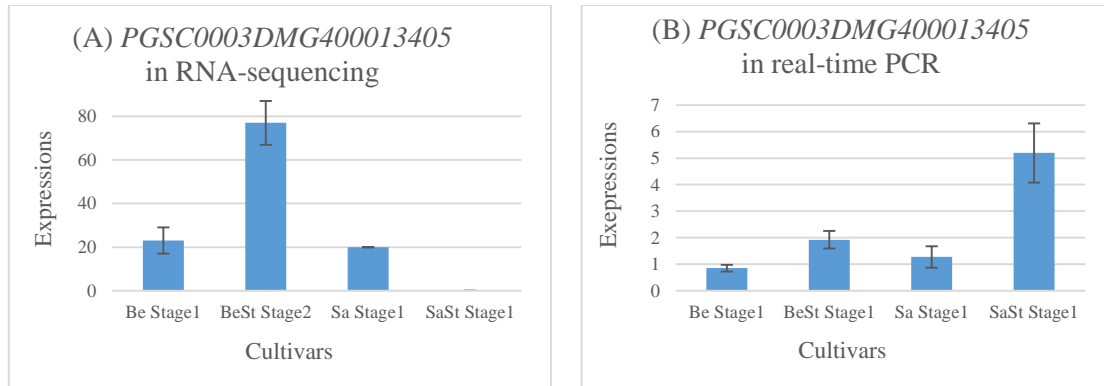 (A) PGSC0003DMG400013405
in RNA-sequencing
80
60
40
20
0
Expressions
Be Stage1 BeSt Stage2 Sa Stage1 SaSt Stage1
Cultivars
(B) PGSC0003DMG400013405
in real-time PCR
7
6
5
4
3
2
1
0
Exepressions
Be Stage1 BeSt Stage1 Sa Stage1 SaSt Stage1
Cultivars